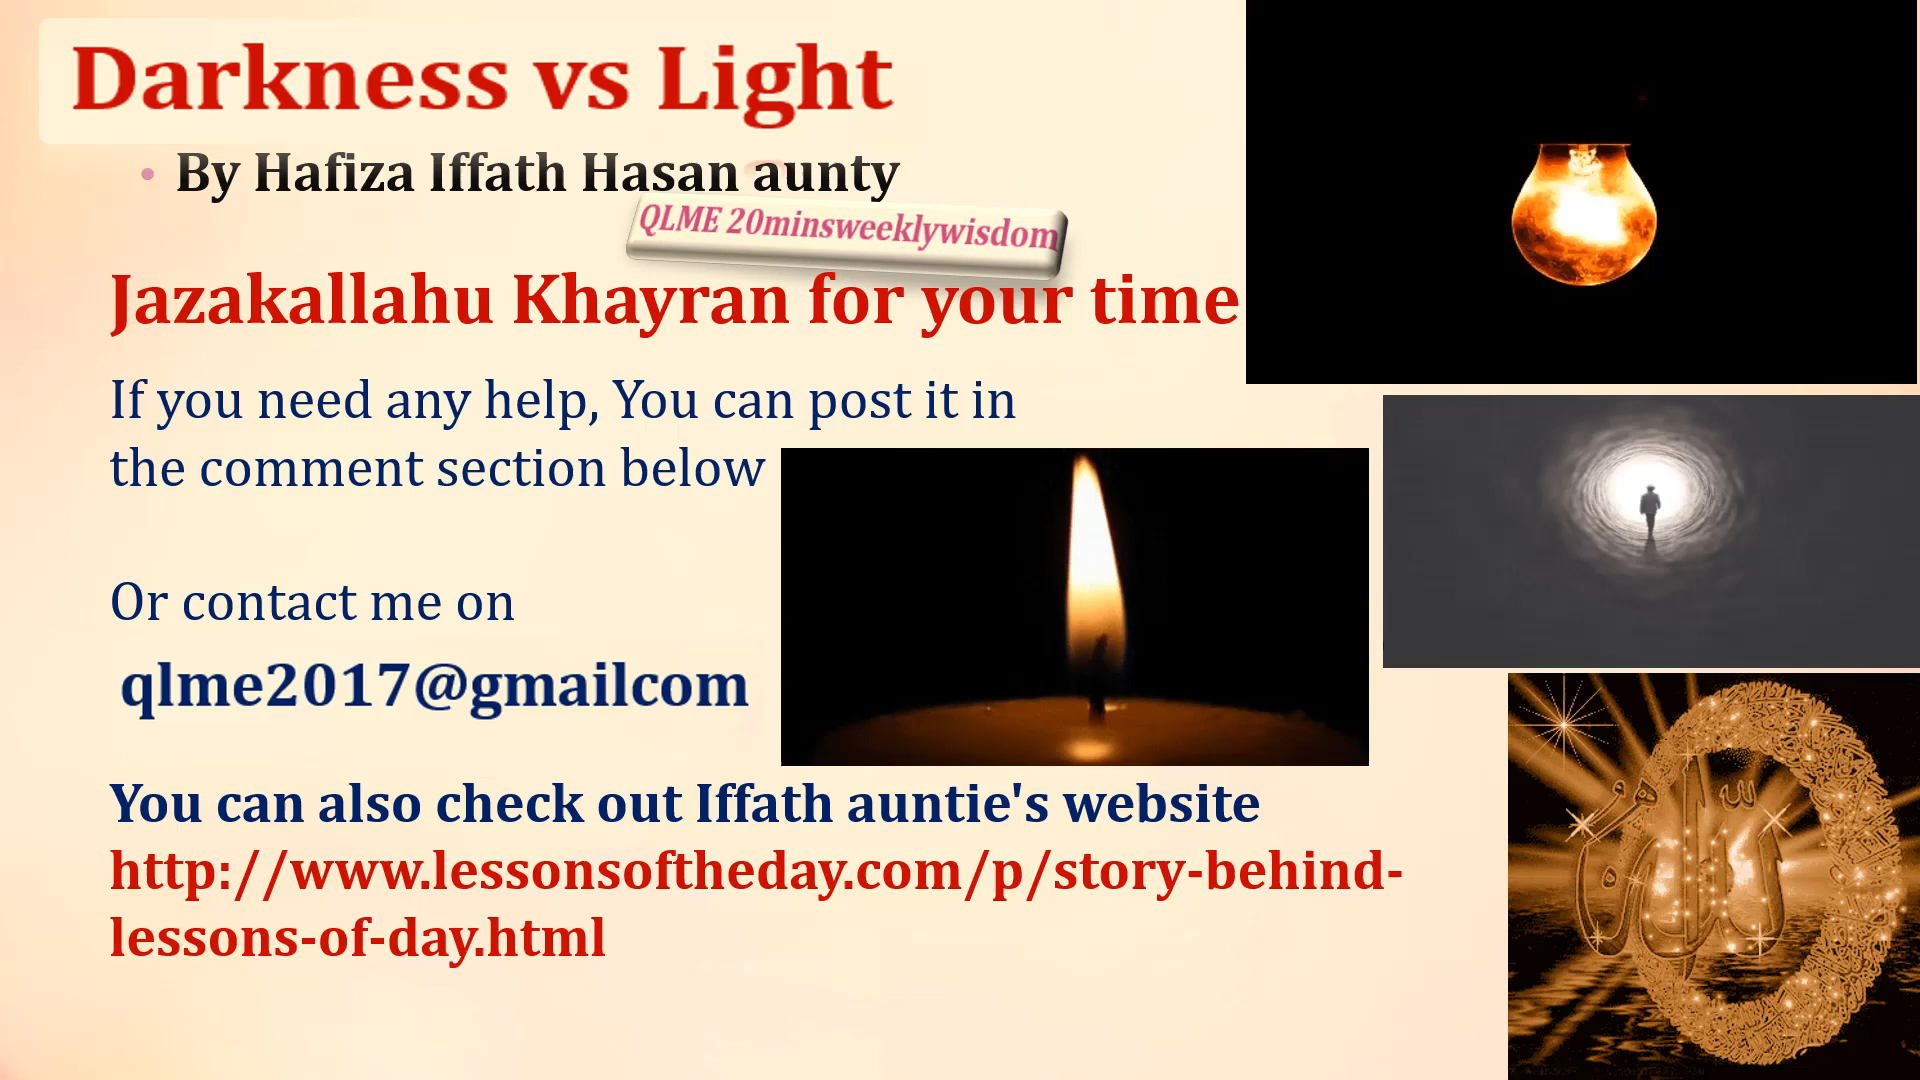 Darkness vs Light
• By Hafiza Iffath Hasan aunty
QLME 20minsweeklywisdom
Jazakallahu Khayran for your time
If you need any help, You can post it in
the comment section below
Or contact me on
qlme2017@gmailcom
You can also check out Iffath auntie's website
http://www.lessonsoftheday.com/p/story-behind-
lessons-of-day.html
الله